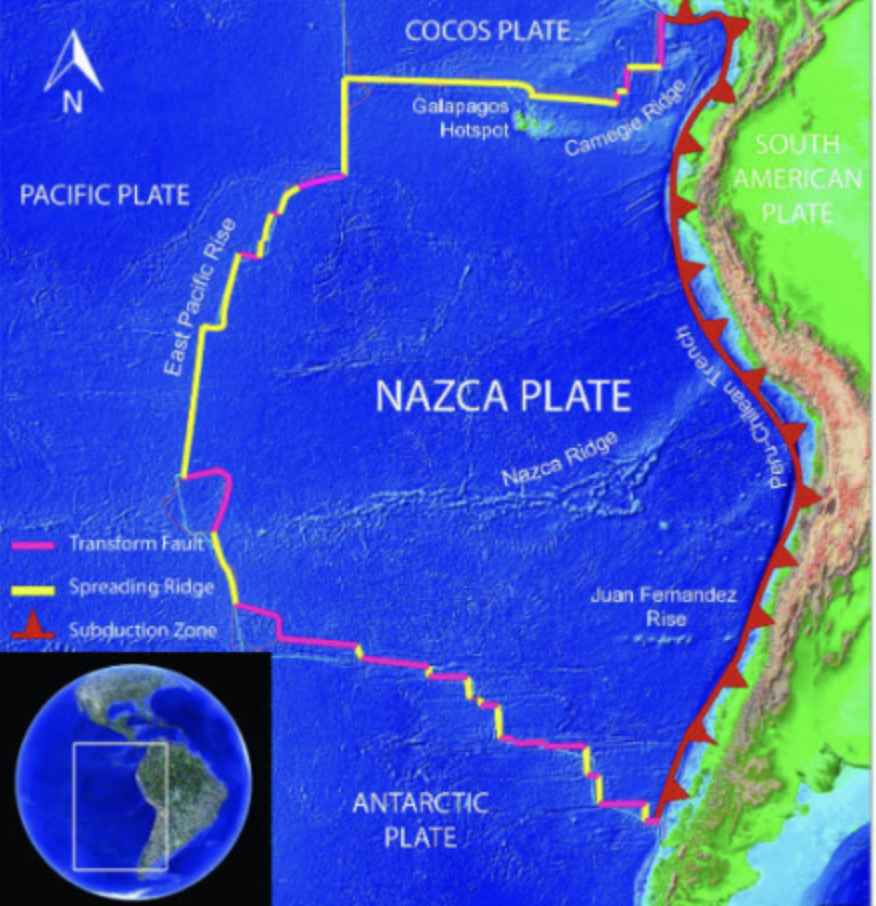 COCOS PLATE
N
Galapagos
Hotspot
Carnegie Ridge
SOUTH
AMERICAN
PLATE
PACIFIC PLATE
East Pacific Rise
NAZCA PLATE
Peru-Chilean Trench
Nazca Ridge
Transform Fault
Spreading Ridge
Subduction Zone
Juan Fernandez
Rise
ANTARCTIC
PLATE